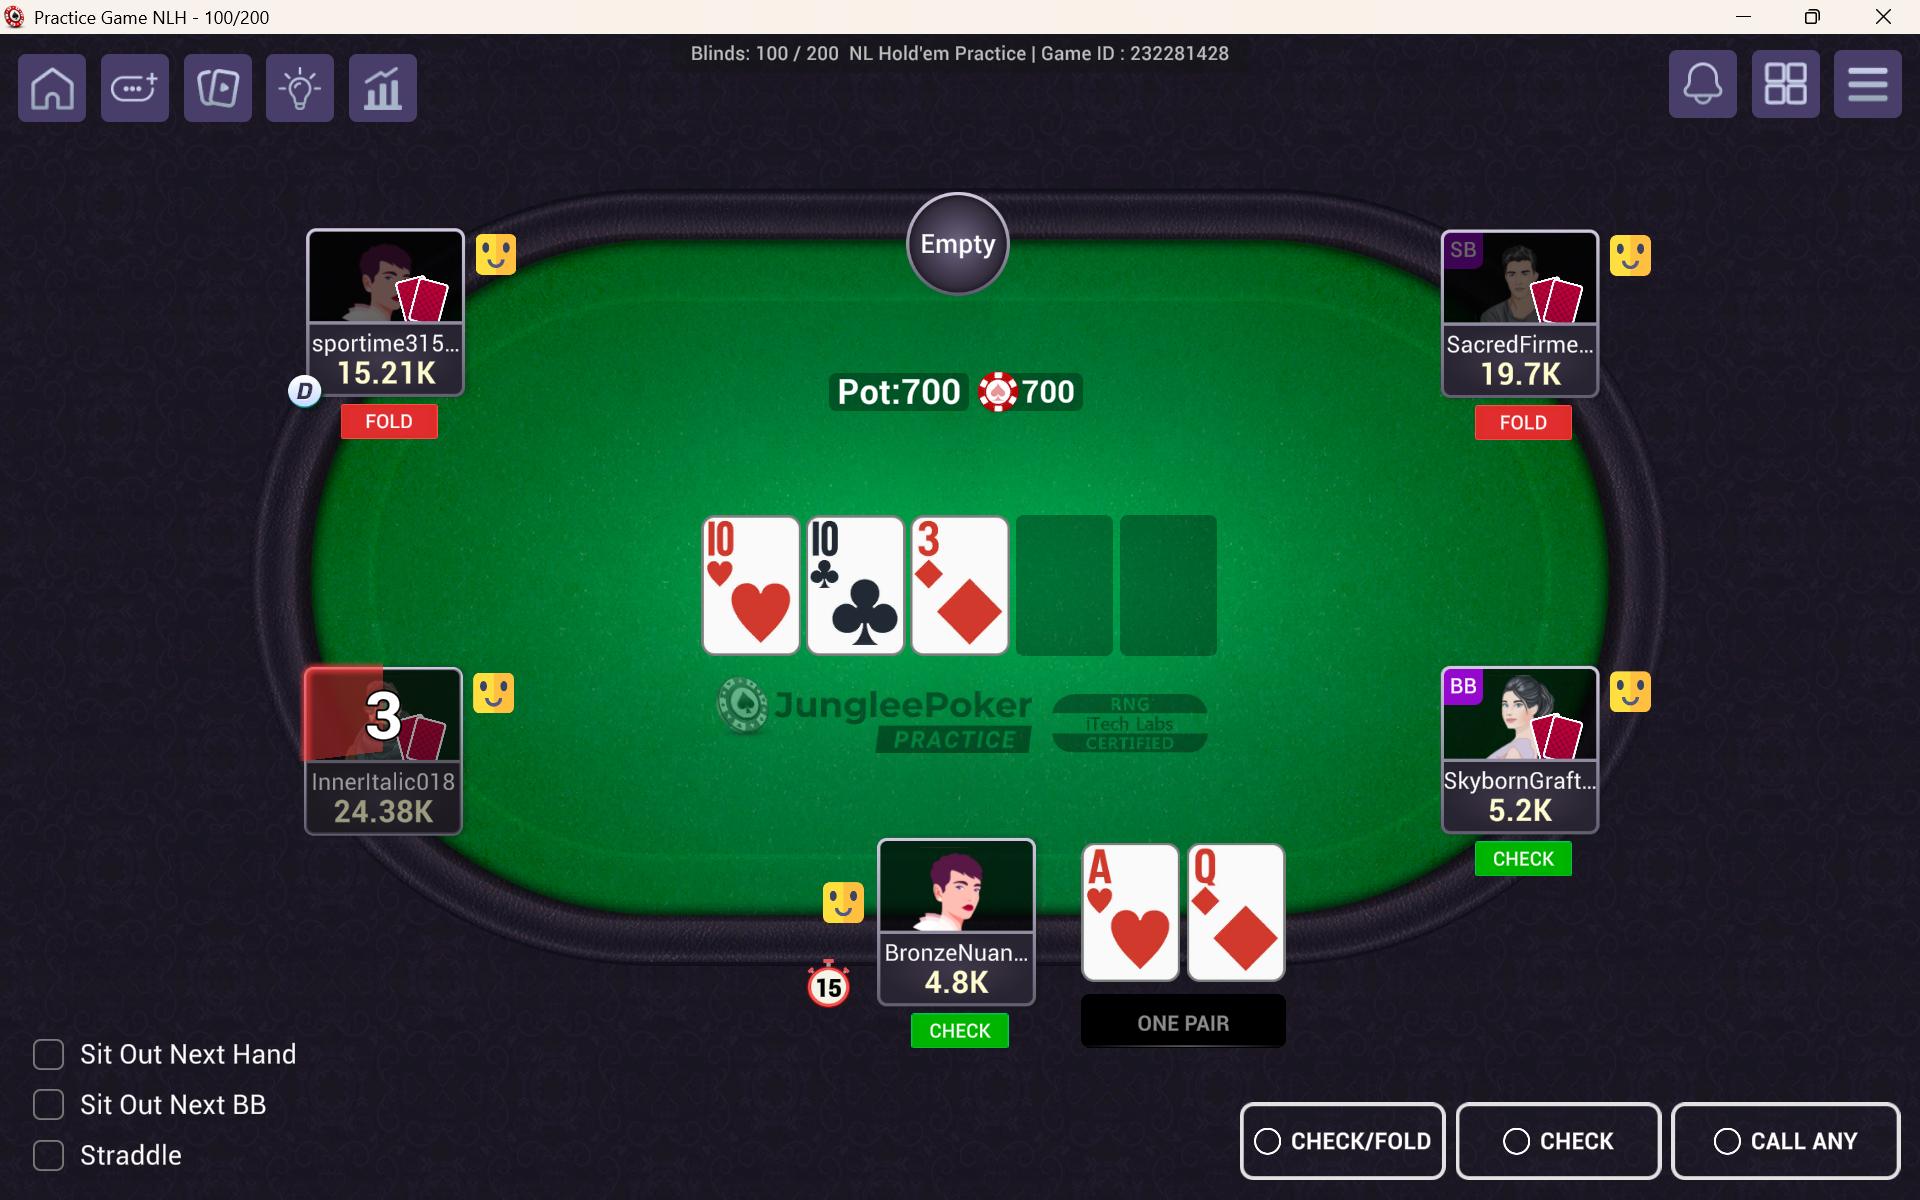 Practice Game NLH - 100/200
Blinds: 100 / 200 NL Hold'em Practice | Game ID : 232281428
Empty
SB
sportime315...
15.21K
D
FOLD
SacredFirme...
19.7K
FOLD
Pot:700 700
10 10 3
3
InnerItalic018
24.38K
BB
SkybornGraft...
5.2K
CHECK
JungleePoker
PRACTICE
RNG
iTech Labs
CERTIFIED
A Q
BronzeNuan...
4.8K
15
CHECK
ONE PAIR
Sit Out Next Hand
Sit Out Next BB
Straddle
CHECK/FOLD
CHECK
CALL ANY